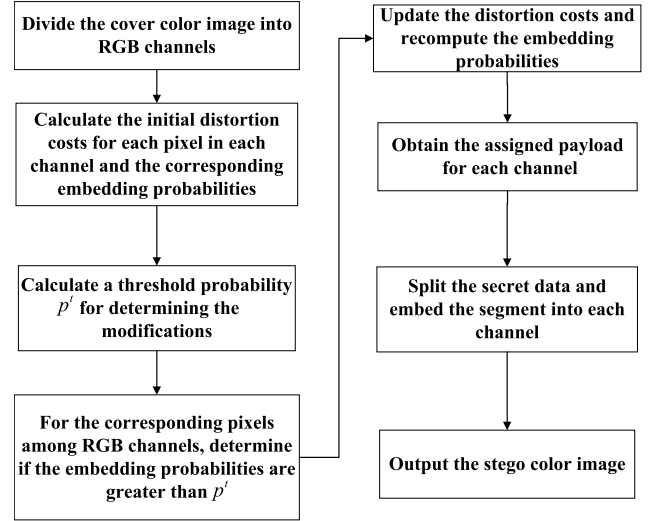 Divide the cover color image into
RGB channels
Calculate the initial distortion
costs for each pixel in each
channel and the corresponding
embedding probabilities
Calculate a threshold probability
p^t for determining the
modifications
For the corresponding pixels
among RGB channels, determine
if the embedding probabilities are
greater than p^t
Update the distortion costs and
recompute the embedding
probabilities
Obtain the assigned payload
for each channel
Split the secret data and
embed the segment into each
channel
Output the stego color image